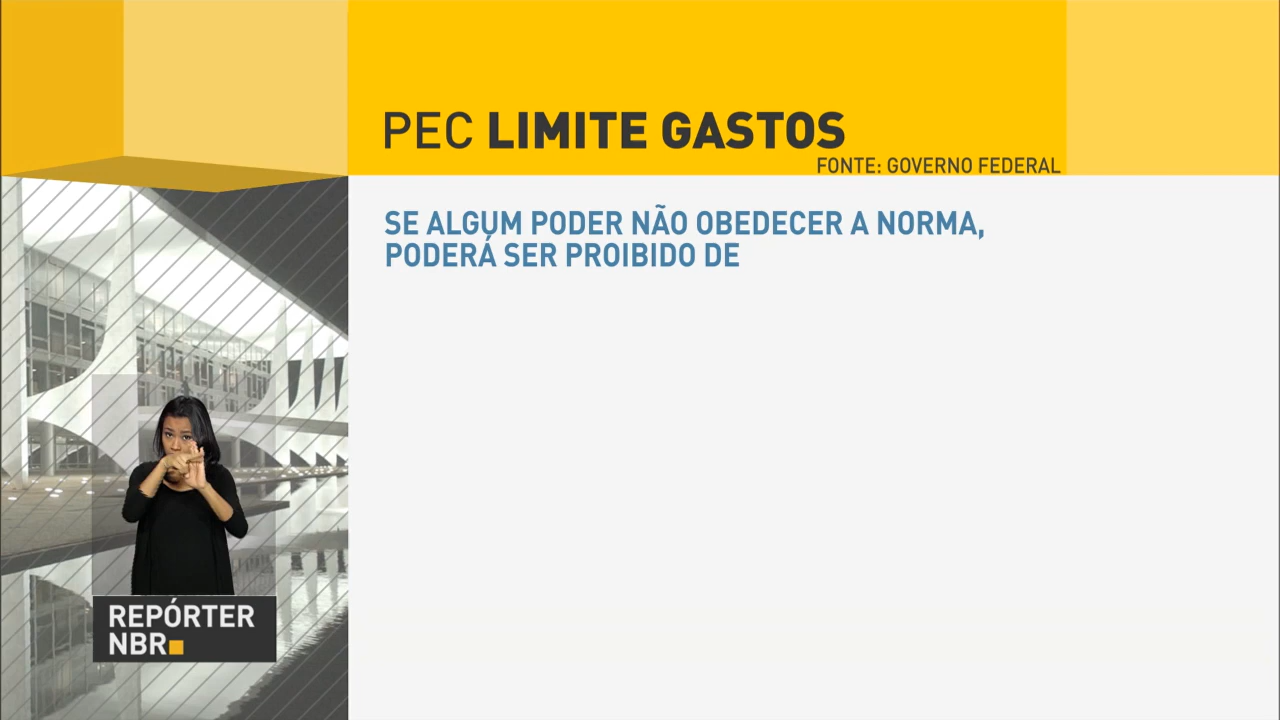 PEC LIMITE GASTOS
FONTE: GOVERNO FEDERAL
SE ALGUM PODER NÃO OBEDECER A NORMA,
PODERÁ SER PROIBIDO DE
REPÓRTER
NBR